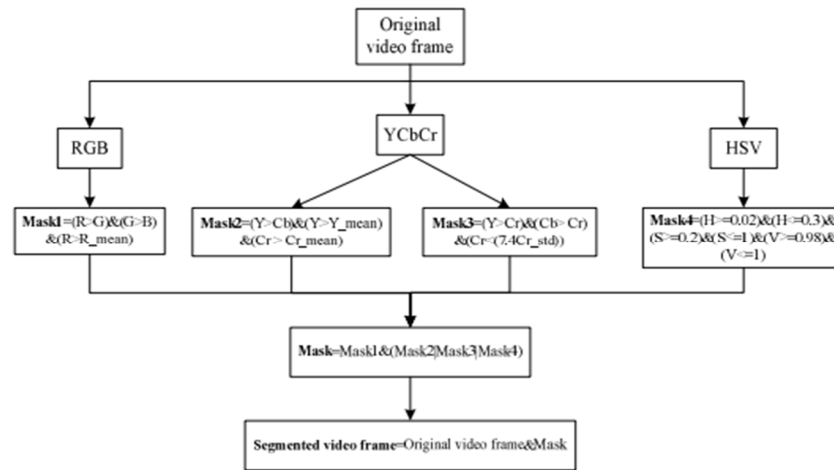 Original
video frame
RGB
YCbCr
HSV
Mask1=(R>G)&(G>B)
&(R>R_mean)
Mask2=(Y>Cb)&(Y>Y_mean)
&(Cr > Cr_mean)
Mask3=(Y>Cr)&(Cb> Cr)
&(Cr<(7.4Cr_std))
Mask4=(H>=0.02)&(H<=0.3)&
(S>=0.2)&(S<=1)&(V>=0.98)&
(V<=1)
Mask=Mask1&(Mask2|Mask3|Mask4)
Segmented video frame=Original video frame&Mask